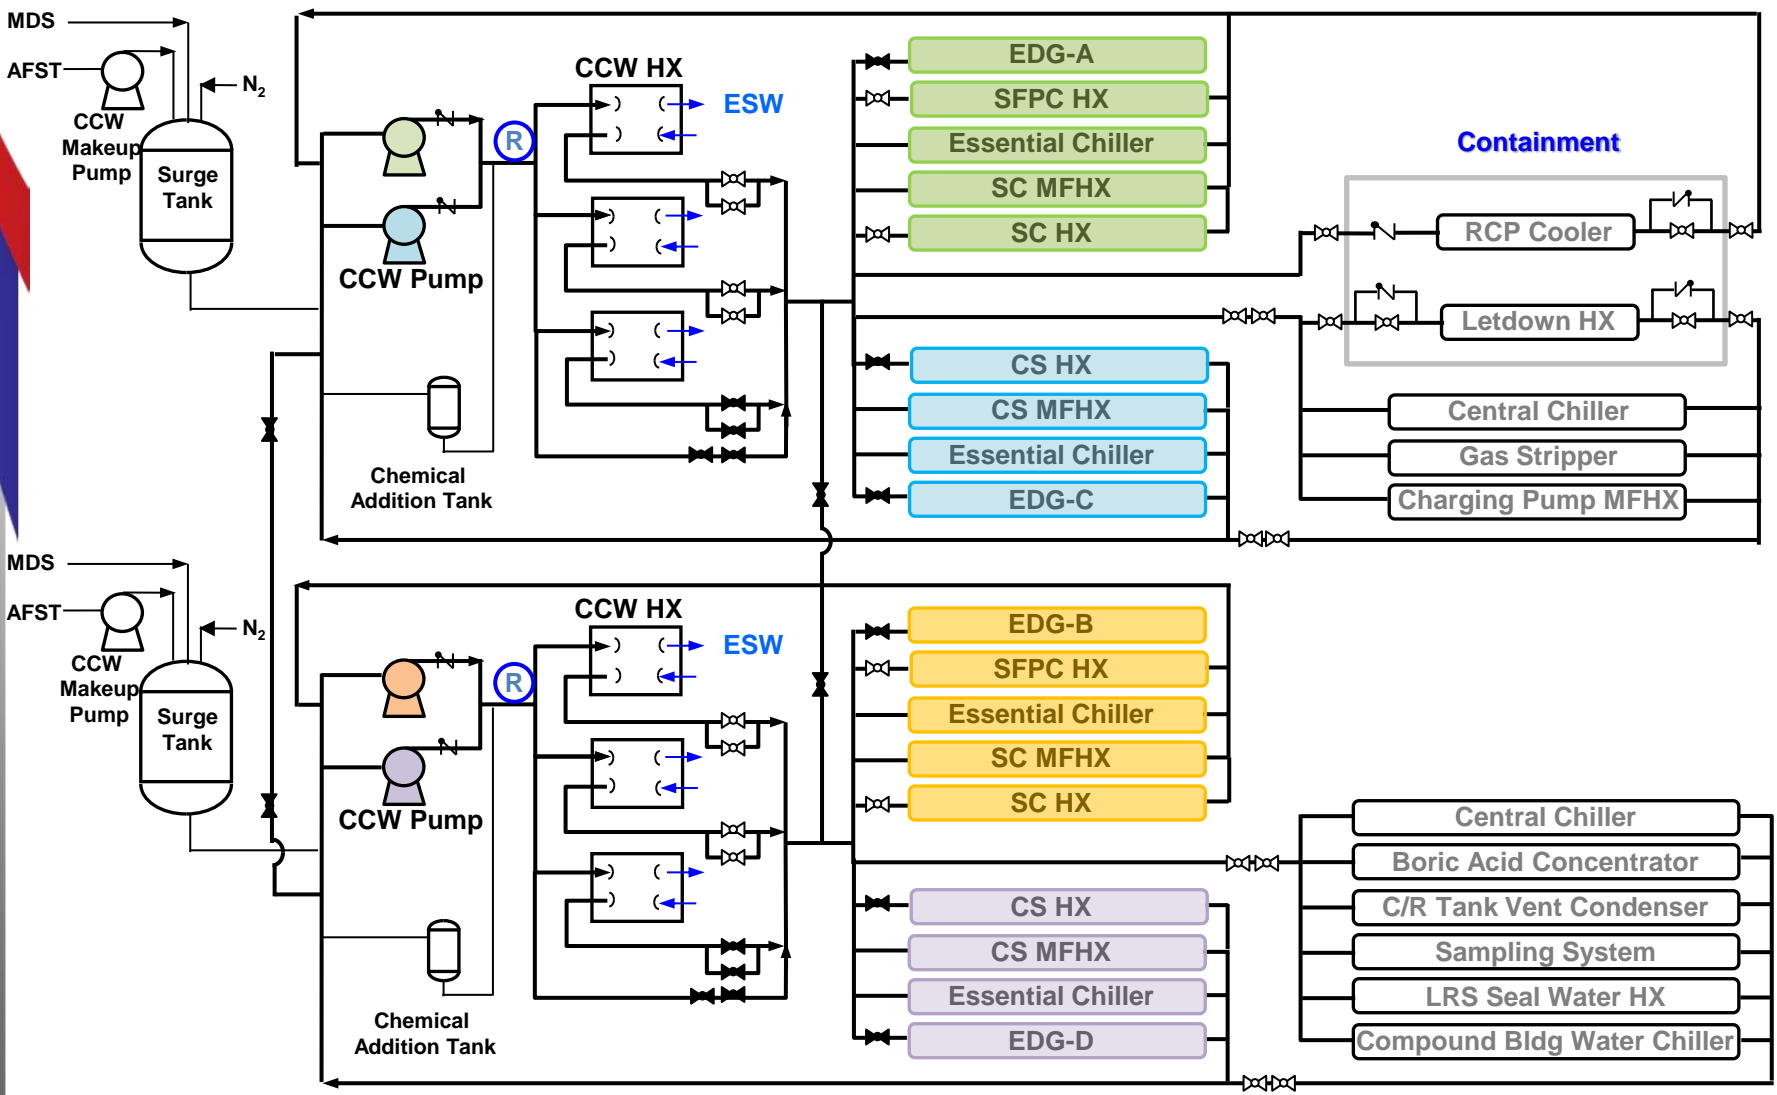 MDS
AFST
N2
CCW
Makeup
Pump
Surge
Tank
CCW Pump
R
CCW HX
ESW
Chemical
Addition Tank
EDG-A
SFPC HX
Essential Chiller
SC MFHX
SC HX
CS HX
CS MFHX
Essential Chiller
EDG-C
Containment
RCP Cooler
Letdown HX
Central Chiller
Gas Stripper
Charging Pump MFHX
MDS
AFST
N2
CCW
Makeup
Pump
Surge
Tank
CCW Pump
R
CCW HX
ESW
Chemical
Addition Tank
EDG-B
SFPC HX
Essential Chiller
SC MFHX
SC HX
CS HX
CS MFHX
Essential Chiller
EDG-D
Central Chiller
Boric Acid Concentrator
C/R Tank Vent Condenser
Sampling System
LRS Seal Water HX
Compound Bldg Water Chiller